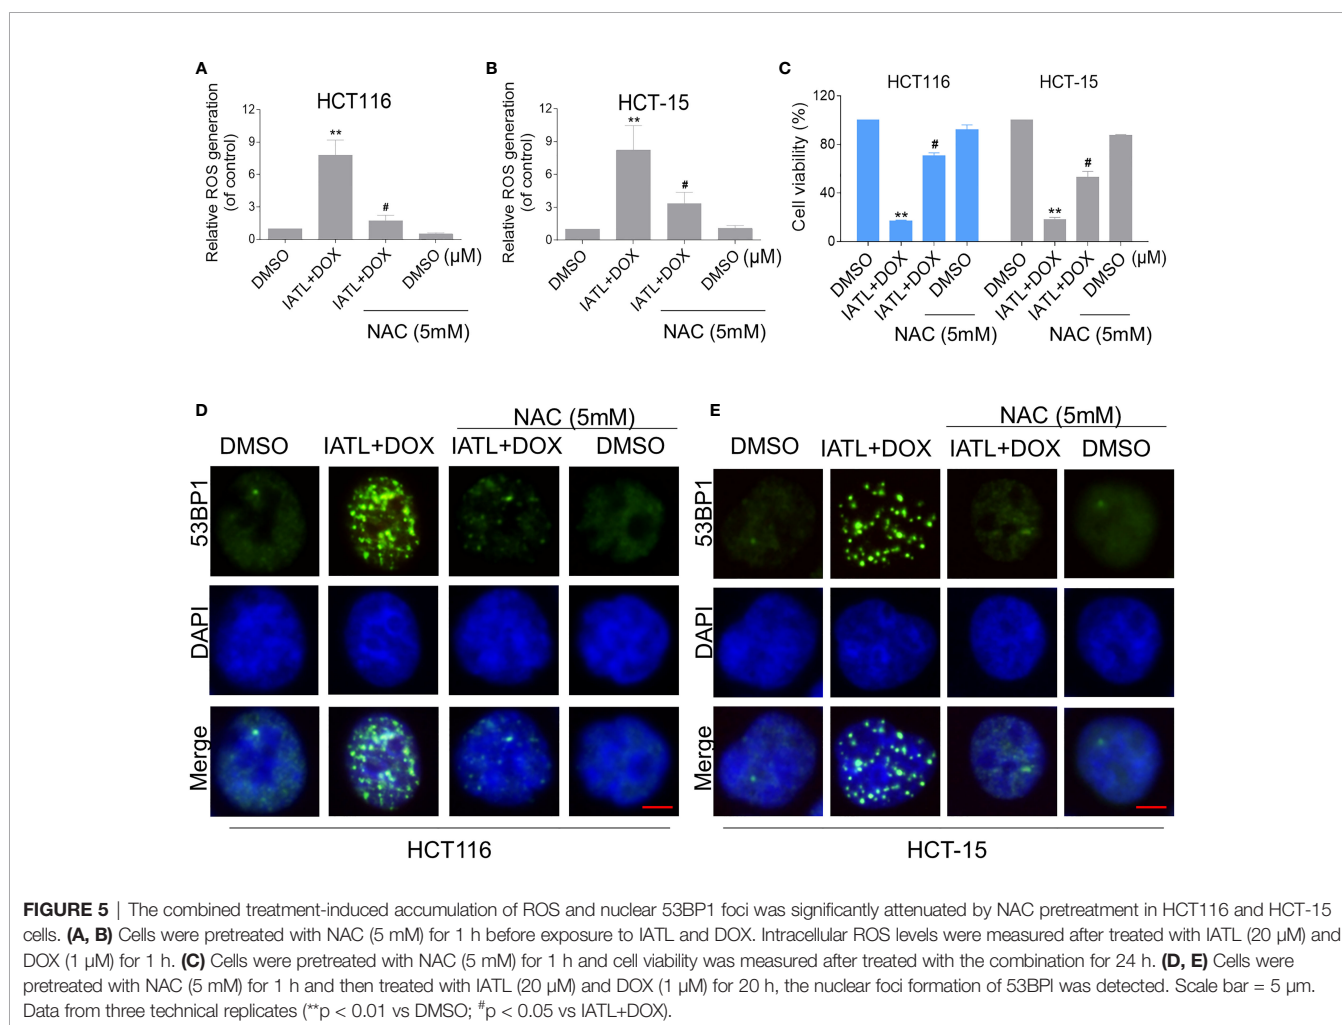 A
HCT116
Relative ROS generation
(of control)
12
9
6
3
0
**
#
DMSO
IATL+DOX
IATL+DOX
DMSO
(µM)
NAC (5mM)
B
HCT-15
Relative ROS generation
(of control)
12
9
6
3
0
**
#
DMSO
IATL+DOX
IATL+DOX
DMSO
(µM)
NAC (5mM)
C
HCT116
HCT-15
Cell viability (%)
120
80
40
0
**
#
**
#
DMSO
IATL+DOX
IATL+DOX
DMSO
DMSO
IATL+DOX
IATL+DOX
DMSO
(µM)
NAC (5mM)
NAC (5mM)
D
NAC (5mM)
DMSO
IATL+DOX
IATL+DOX
DMSO
53BP1
DAPI
Merge
HCT116
E
NAC (5mM)
DMSO
IATL+DOX
IATL+DOX
DMSO
53BP1
DAPI
Merge
HCT-15
FIGURE 5 | The combined treatment-induced accumulation of ROS and nuclear 53BP1 foci was significantly attenuated by NAC pretreatment in HCT116 and HCT-15
cells. (A, B) Cells were pretreated with NAC (5 mM) for 1 h before exposure to IATL and DOX. Intracellular ROS levels were measured after treated with IATL (20 µM) and
DOX (1 µM) for 1 h. (C) Cells were pretreated with NAC (5 mM) for 1 h and cell viability was measured after treated with the combination for 24 h. (D, E) Cells were
pretreated with NAC (5 mM) for 1 h and then treated with IATL (20 µM) and DOX (1 µM) for 20 h, the nuclear foci formation of 53BPl was detected. Scale bar = 5 µm.
Data from three technical replicates (**p < 0.01 vs DMSO; #p < 0.05 vs IATL+DOX).